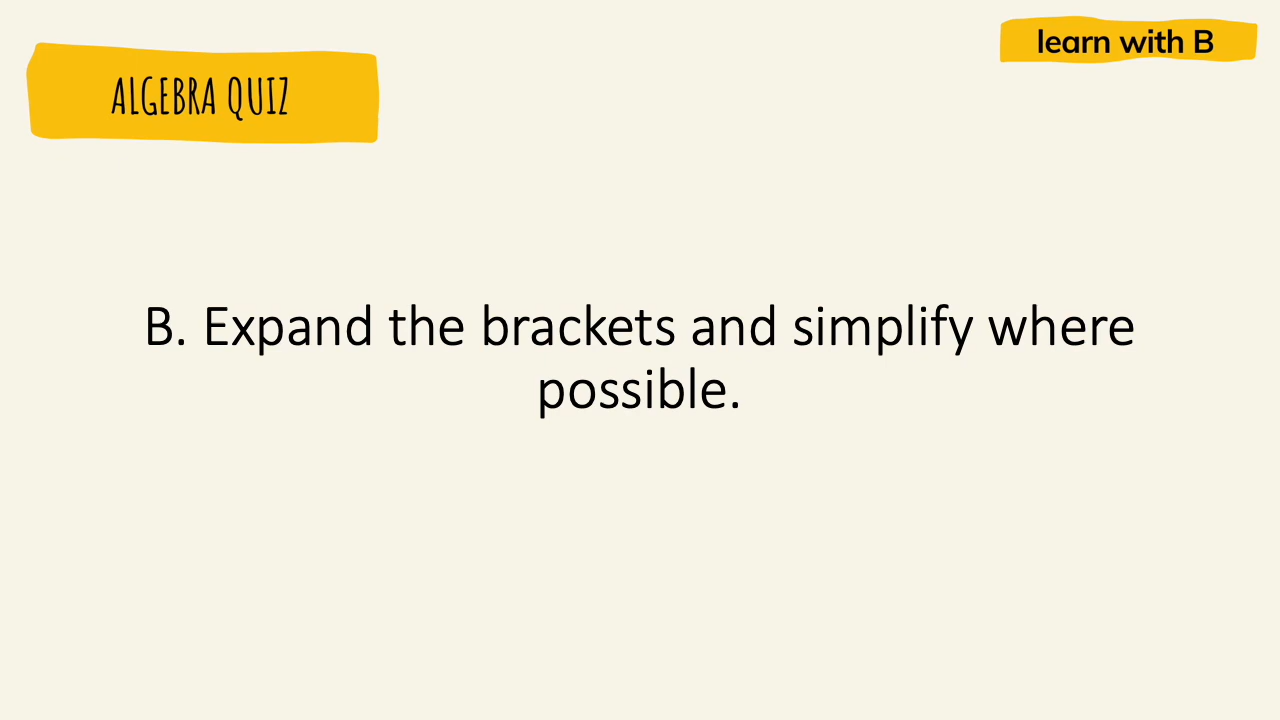 learn with B
ALGEBRA QUIZ
B. Expand the brackets and simplify where
possible.